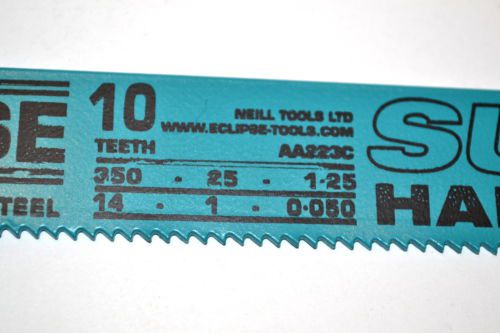 SE
STEEL
10
TEETH
NEILL TOOLS LTD
WWW.ECLIPSE-TOOLS.COM
AA223C
350 - 25 - 1·25
14 - 1 - 0·050
SU
HA